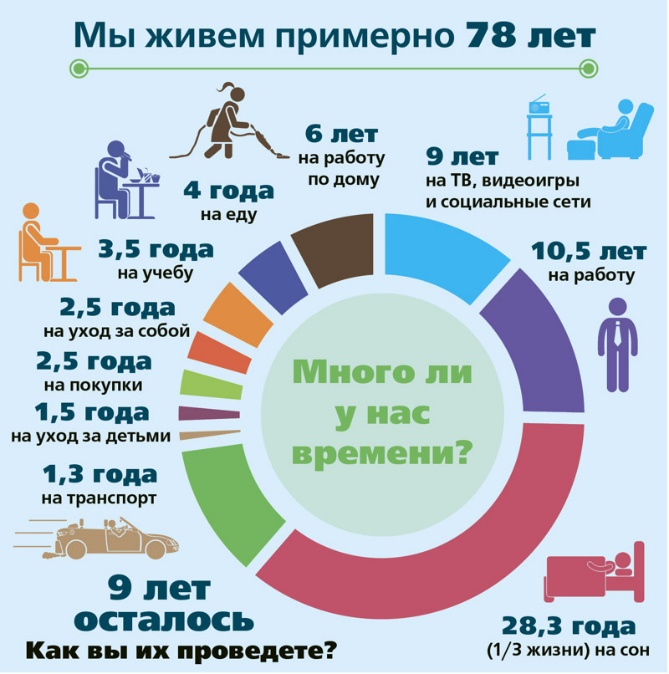 Мы живем примерно 78 лет
6 лет
на работу
по дому
9 лет
на ТВ, видеоигры
и социальные сети
4 года
на еду
10,5 лет
на работу
3,5 года
на учебу
2,5 года
на уход за собой
2,5 года
на покупки
1,5 года
на уход за детьми
1,3 года
на транспорт
Много ли
у нас
времени?
9 лет
осталось
Как вы их проведете?
28,3 года
(1/3 жизни) на сон